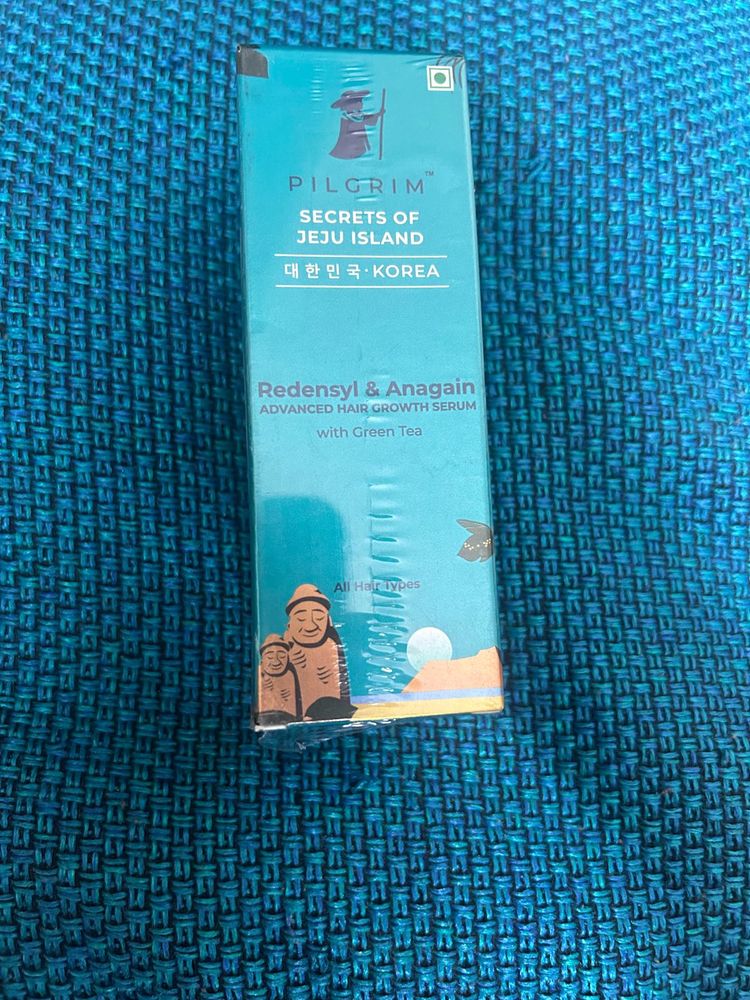 PILGRIM™
SECRETS OF
JEJU ISLAND
대한민국·KOREA
Redensyl & Anagain
ADVANCED HAIR GROWTH SERUM
with Green Tea
All Hair Types